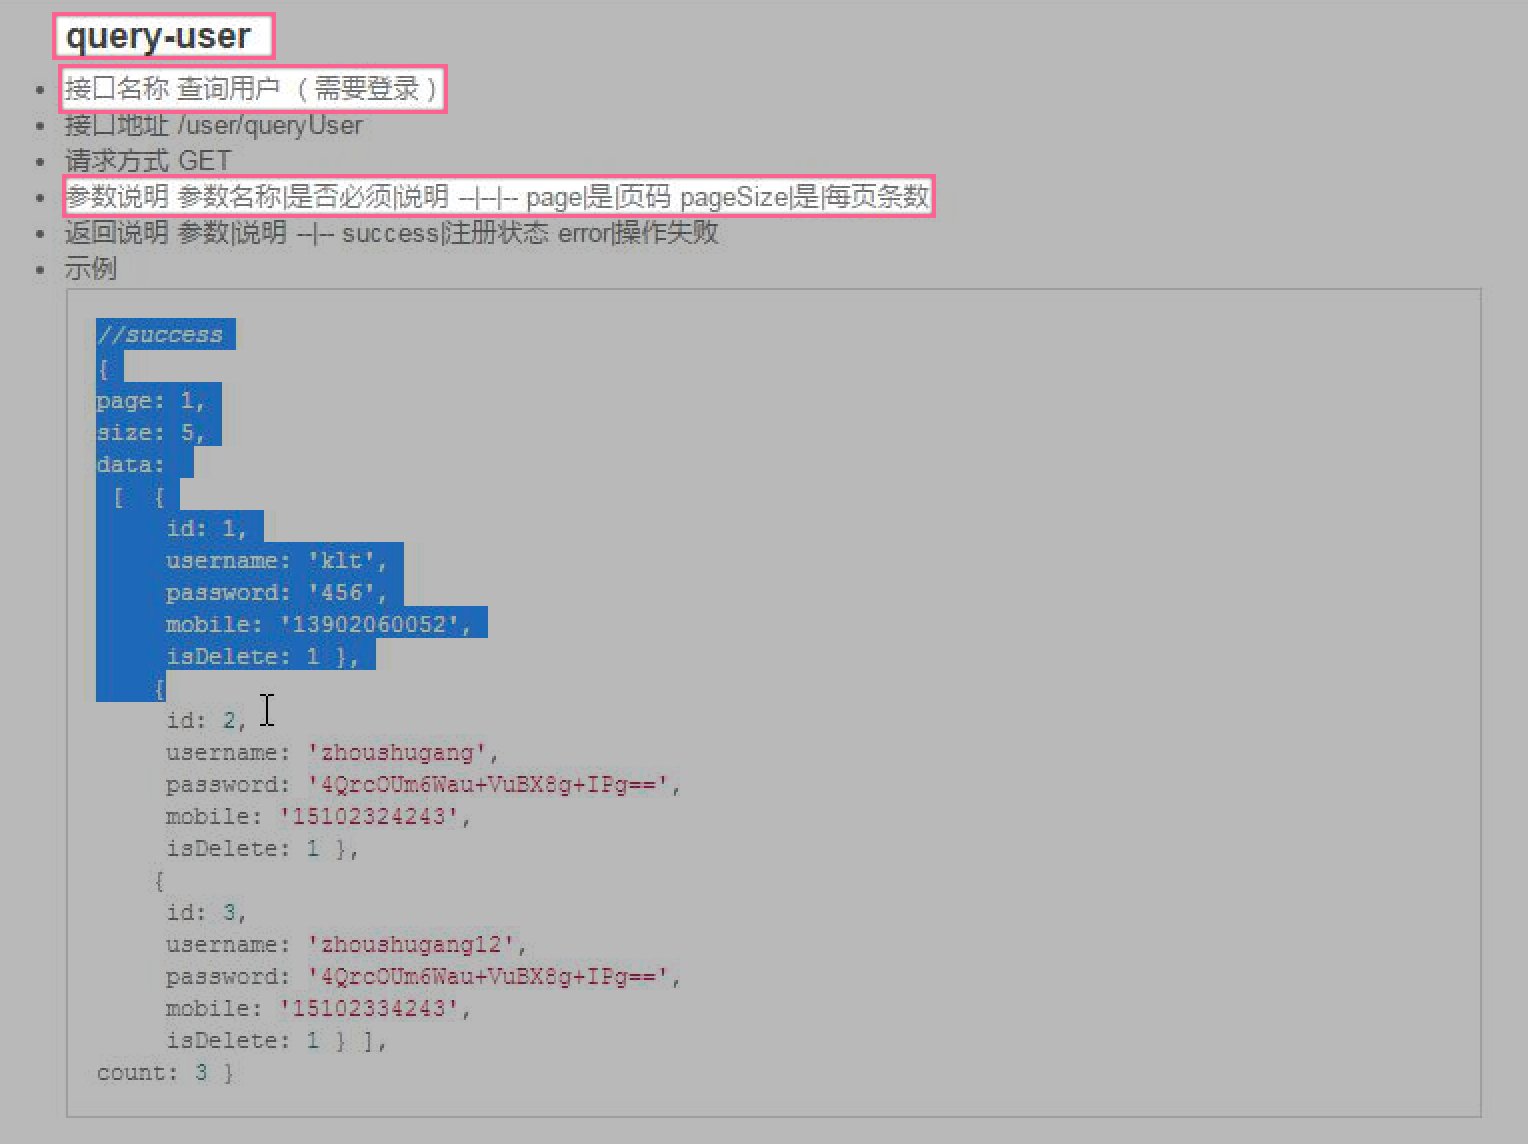 query-user
接口名称 查询用户 （ 需要登录 ）
接口地址 /user/queryUser
请求方式 GET
参数说明 参数名称|是否必须|说明 --|--|-- page|是|页码 pageSize|是|每页条数
返回说明 参数|说明 --|-- success|注册状态 error|操作失败
示例
//success
{
page: 1,
size: 5,
data:
[ {
id: 1,
username: 'klt',
password: '456',
mobile: '13902060052',
isDelete: 1 },
{
id: 2,
username: 'zhoushugang',
password: '4QrcOUm6Wau+VuBX8g+IPg==',
mobile: '15102324243',
isDelete: 1 },
{
id: 3,
username: 'zhoushugang12',
password: '4QrcOUm6Wau+VuBX8g+IPg==',
mobile: '15102334243',
isDelete: 1 } ],
count: 3 }